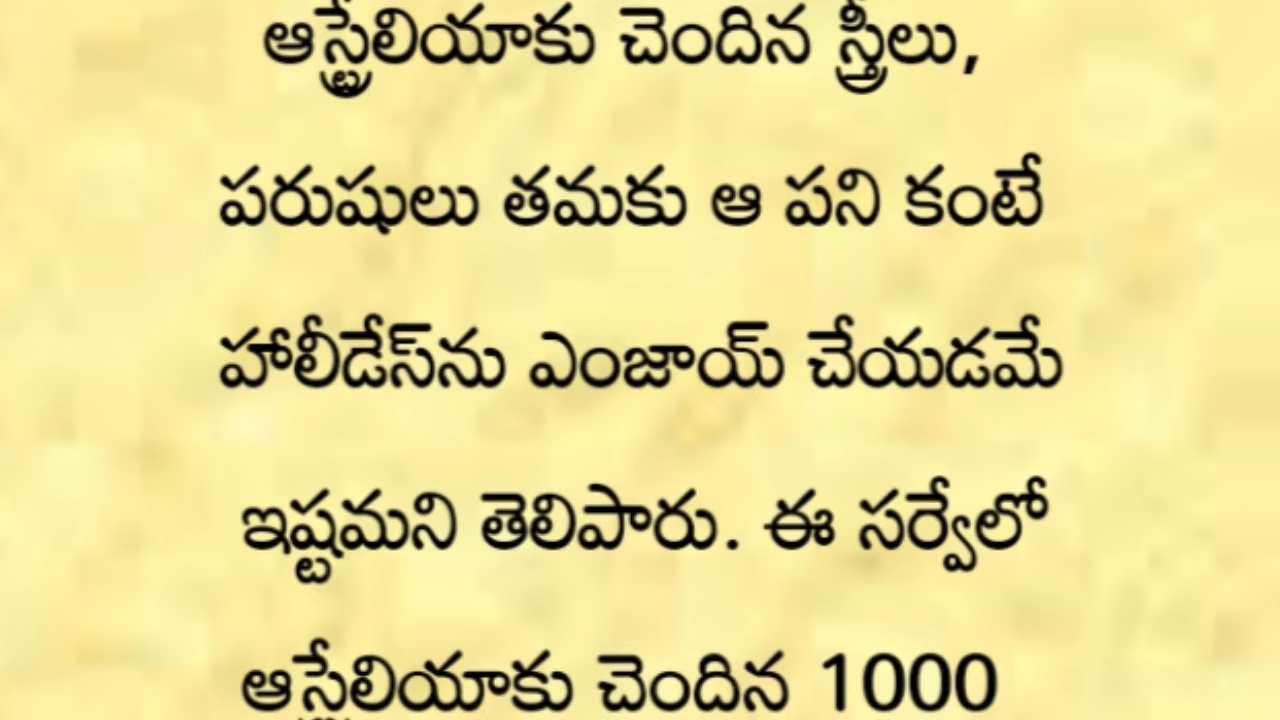 ఆస్ట్రేలియాకు చెందిన స్త్రీలు,
పరుషులు తమకు ఆ పని కంటే
హాలీడేస్‌ను ఎంజాయ్ చేయడమే
ఇష్టమని తెలిపారు. ఈ సర్వేలో
ఆస్ట్రేలియాకు చెందిన 1000